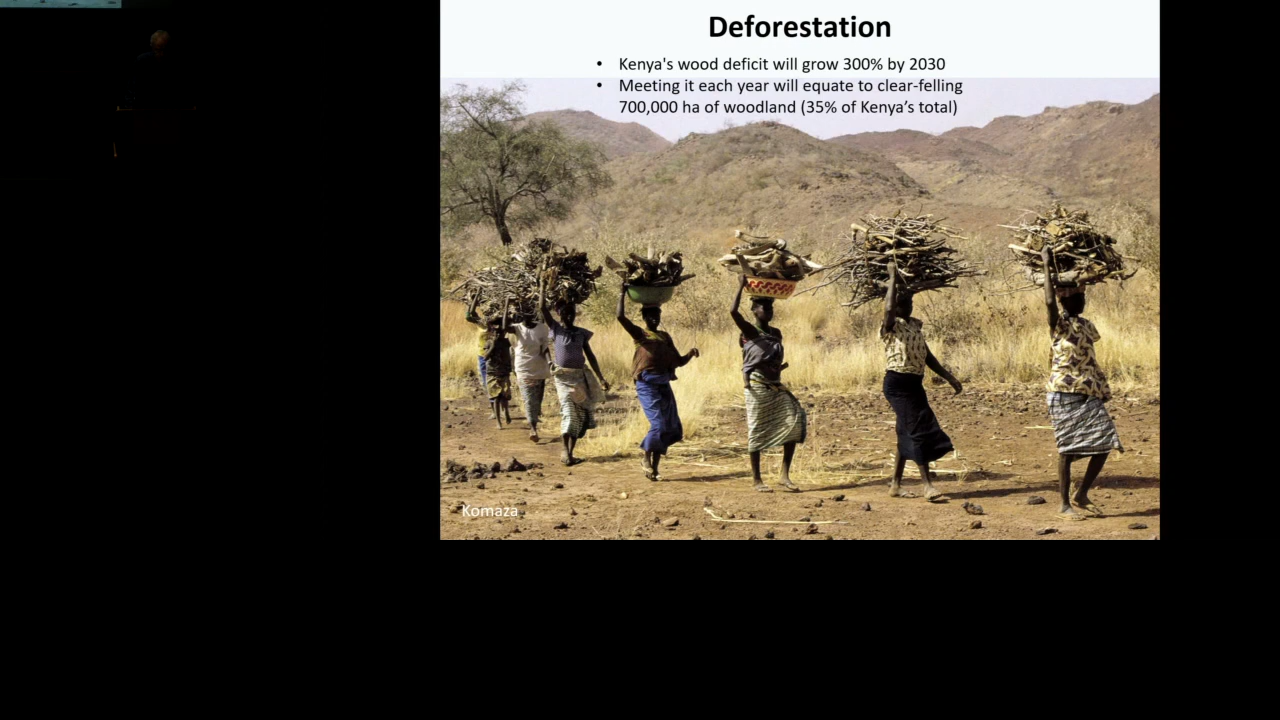 Deforestation
• Kenya's wood deficit will grow 300% by 2030
• Meeting it each year will equate to clear-felling
700,000 ha of woodland (35% of Kenya’s total)
Komaza